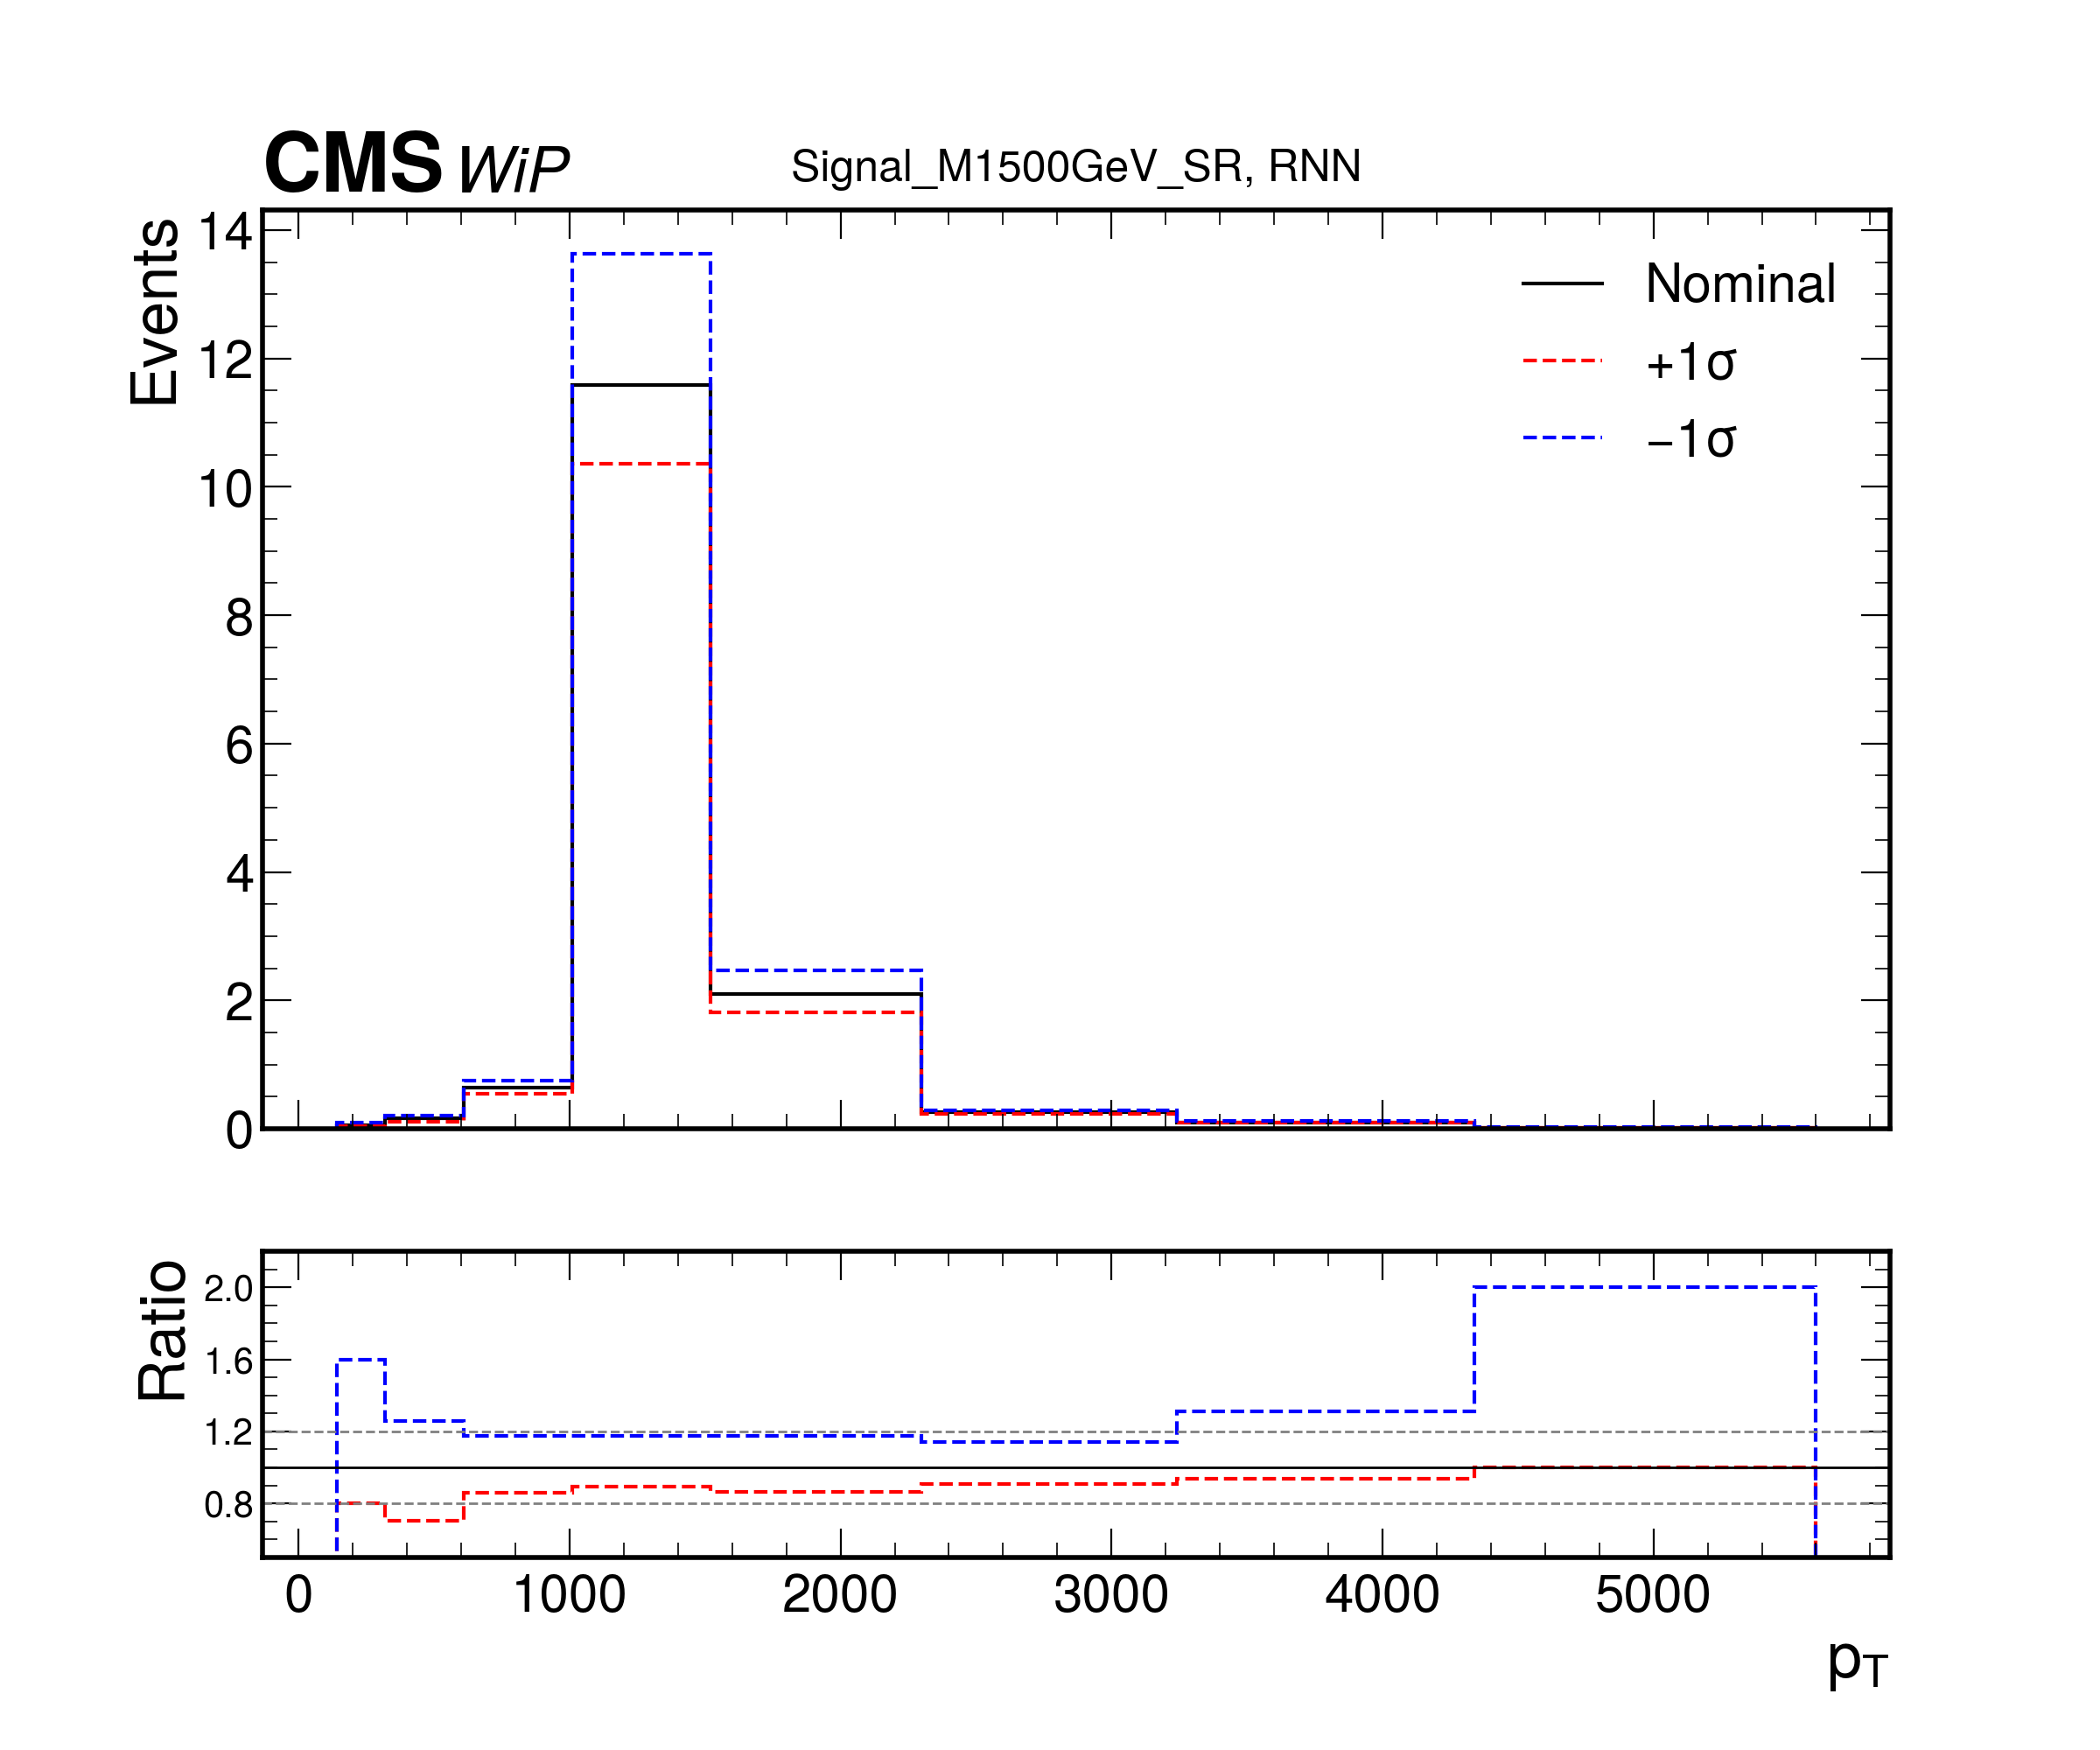 CMS WiP
Signal_M1500GeV_SR, RNN
Events
14
12
10
8
6
4
2
0
Nominal
+1σ
−1σ
Ratio
2.0
1.6
1.2
0.8
0 1000 2000 3000 4000 5000
pT